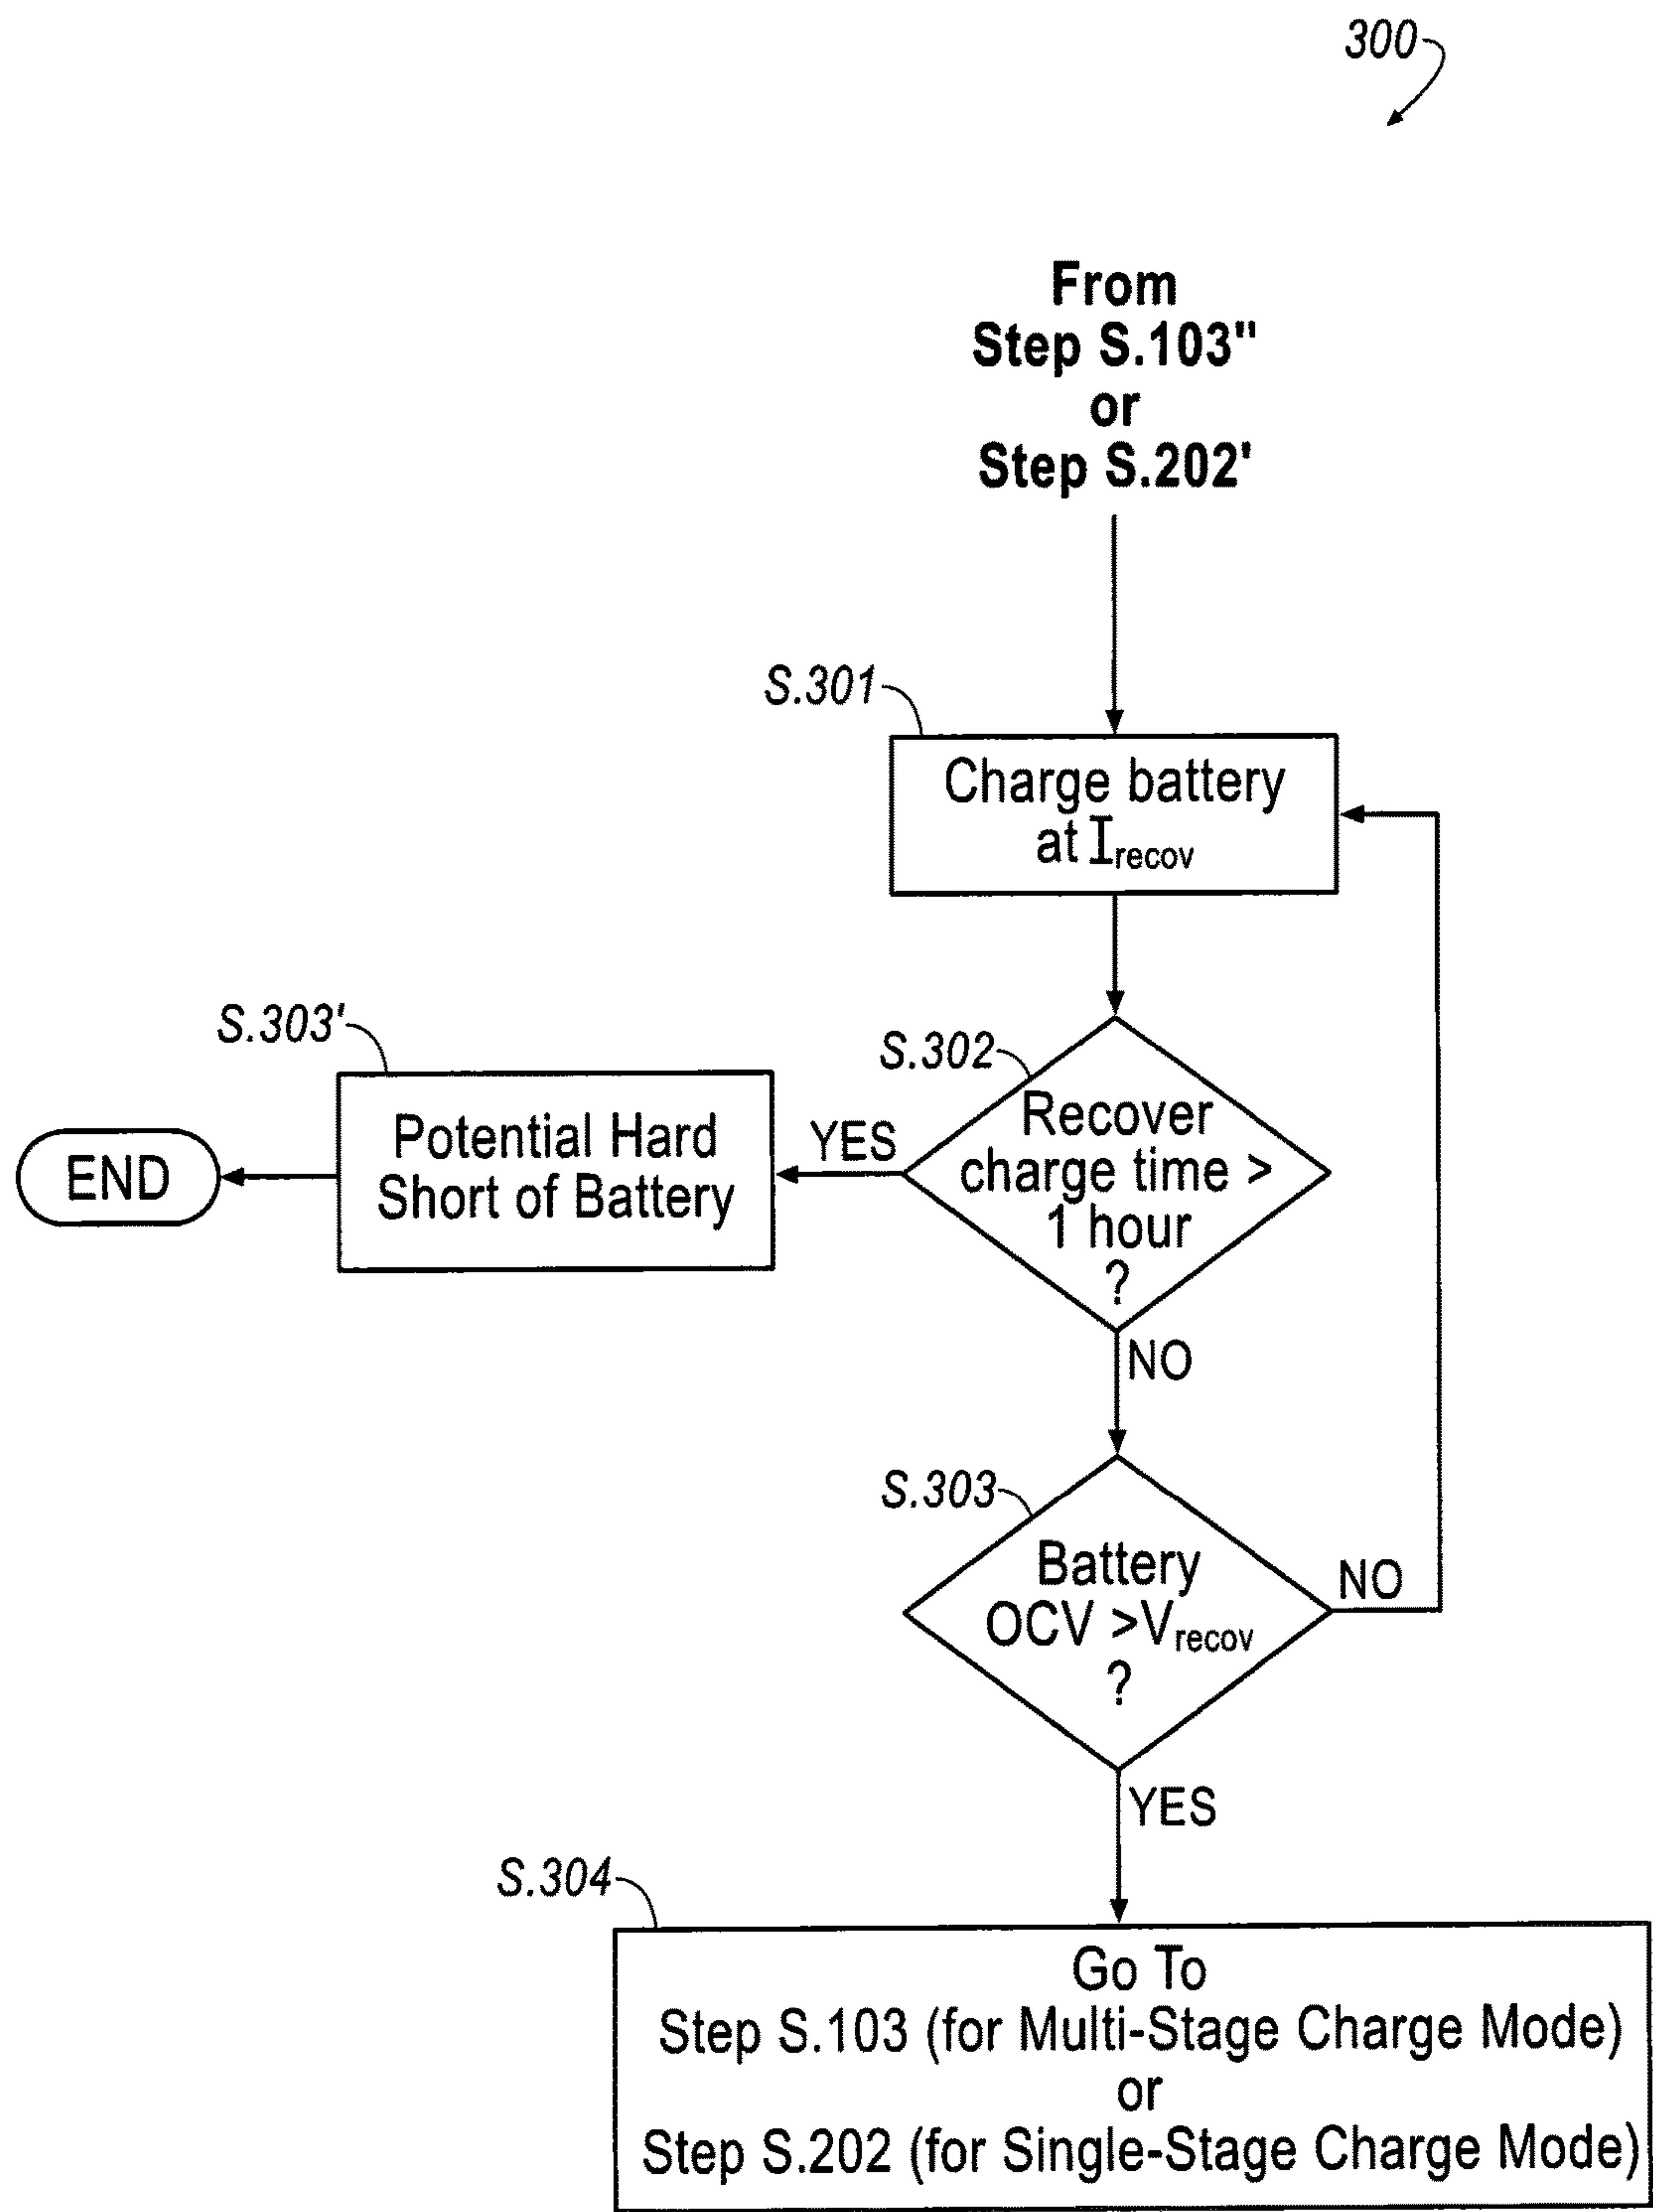 300
From
Step S.103"
or
Step S.202'
S.301
Charge battery
at Irecov
S.303'
S.302
Potential Hard
Short of Battery
END
YES
Recover
charge time >
1 hour
?
NO
S.303
Battery
OCV >Vrecov
?
NO
YES
S.304
Go To
Step S.103 (for Multi-Stage Charge Mode)
or
Step S.202 (for Single-Stage Charge Mode)